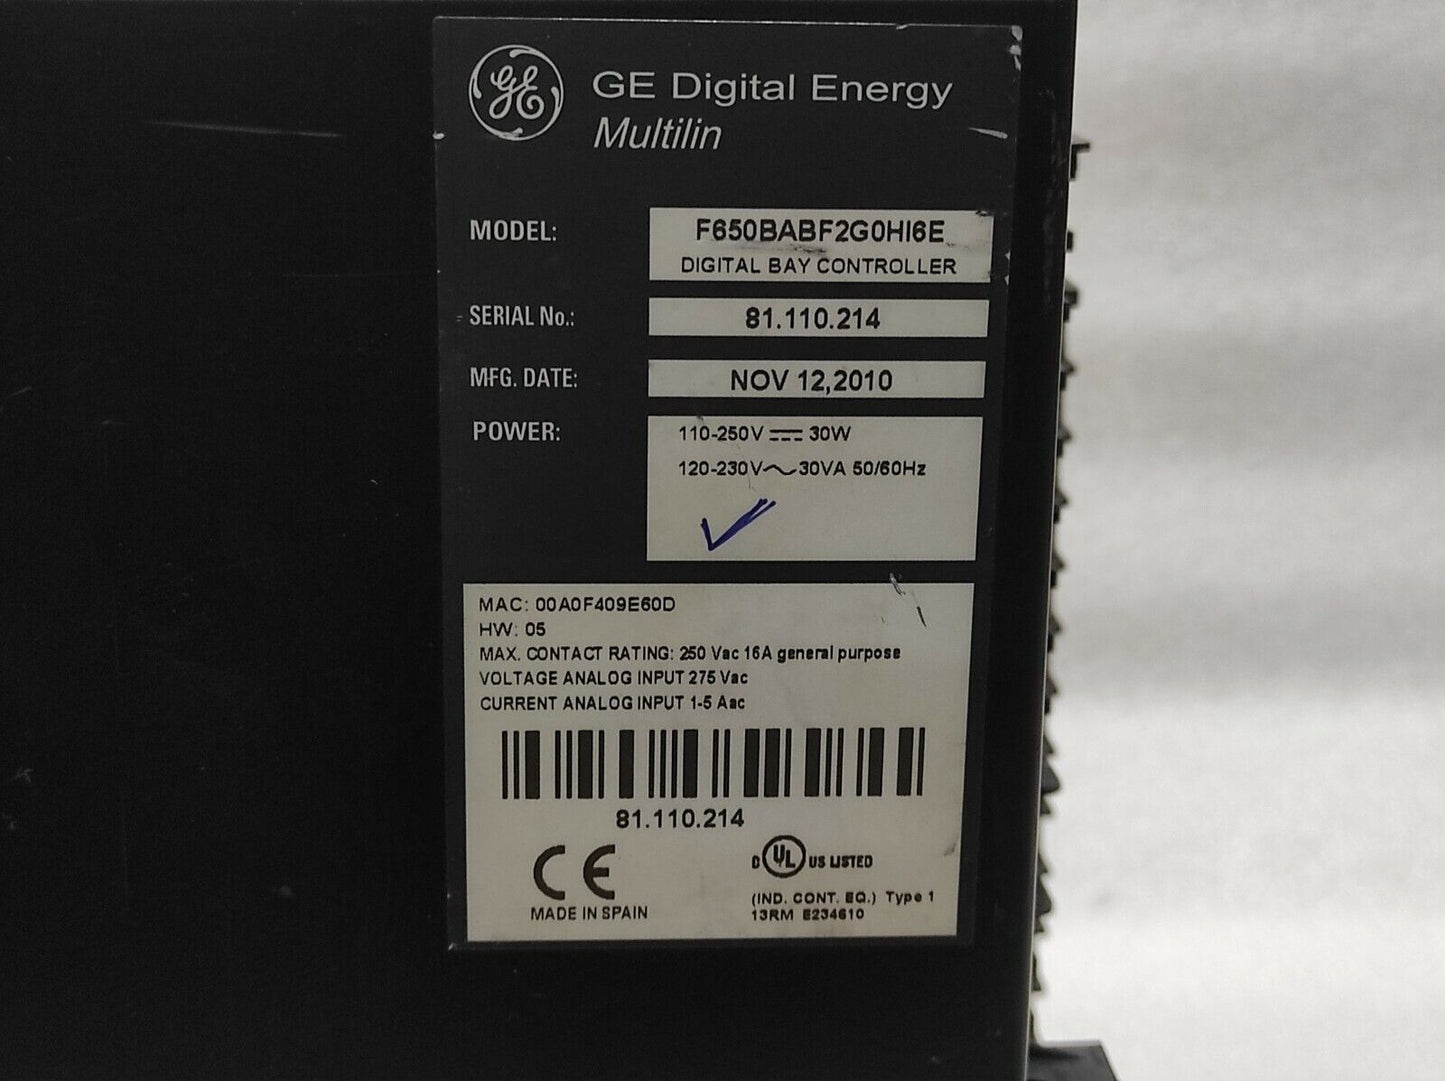 GE GE Digital Energy
Multilin
MODEL: F650BABF2G0HI6E
DIGITAL BAY CONTROLLER
SERIAL No.: 81.110.214
MFG. DATE: NOV 12,2010
POWER: 110-250V ⎓ 30W
120-230V ~ 30VA 50/60Hz
MAC: 00A0F409E60D
HW: 05
MAX. CONTACT RATING: 250 Vac 16A general purpose
VOLTAGE ANALOG INPUT 275 Vac
CURRENT ANALOG INPUT 1-5 Aac
81.110.214
CE C UL US LISTED
MADE IN SPAIN
(IND. CONT. EQ.) Type 1
13RM E234610